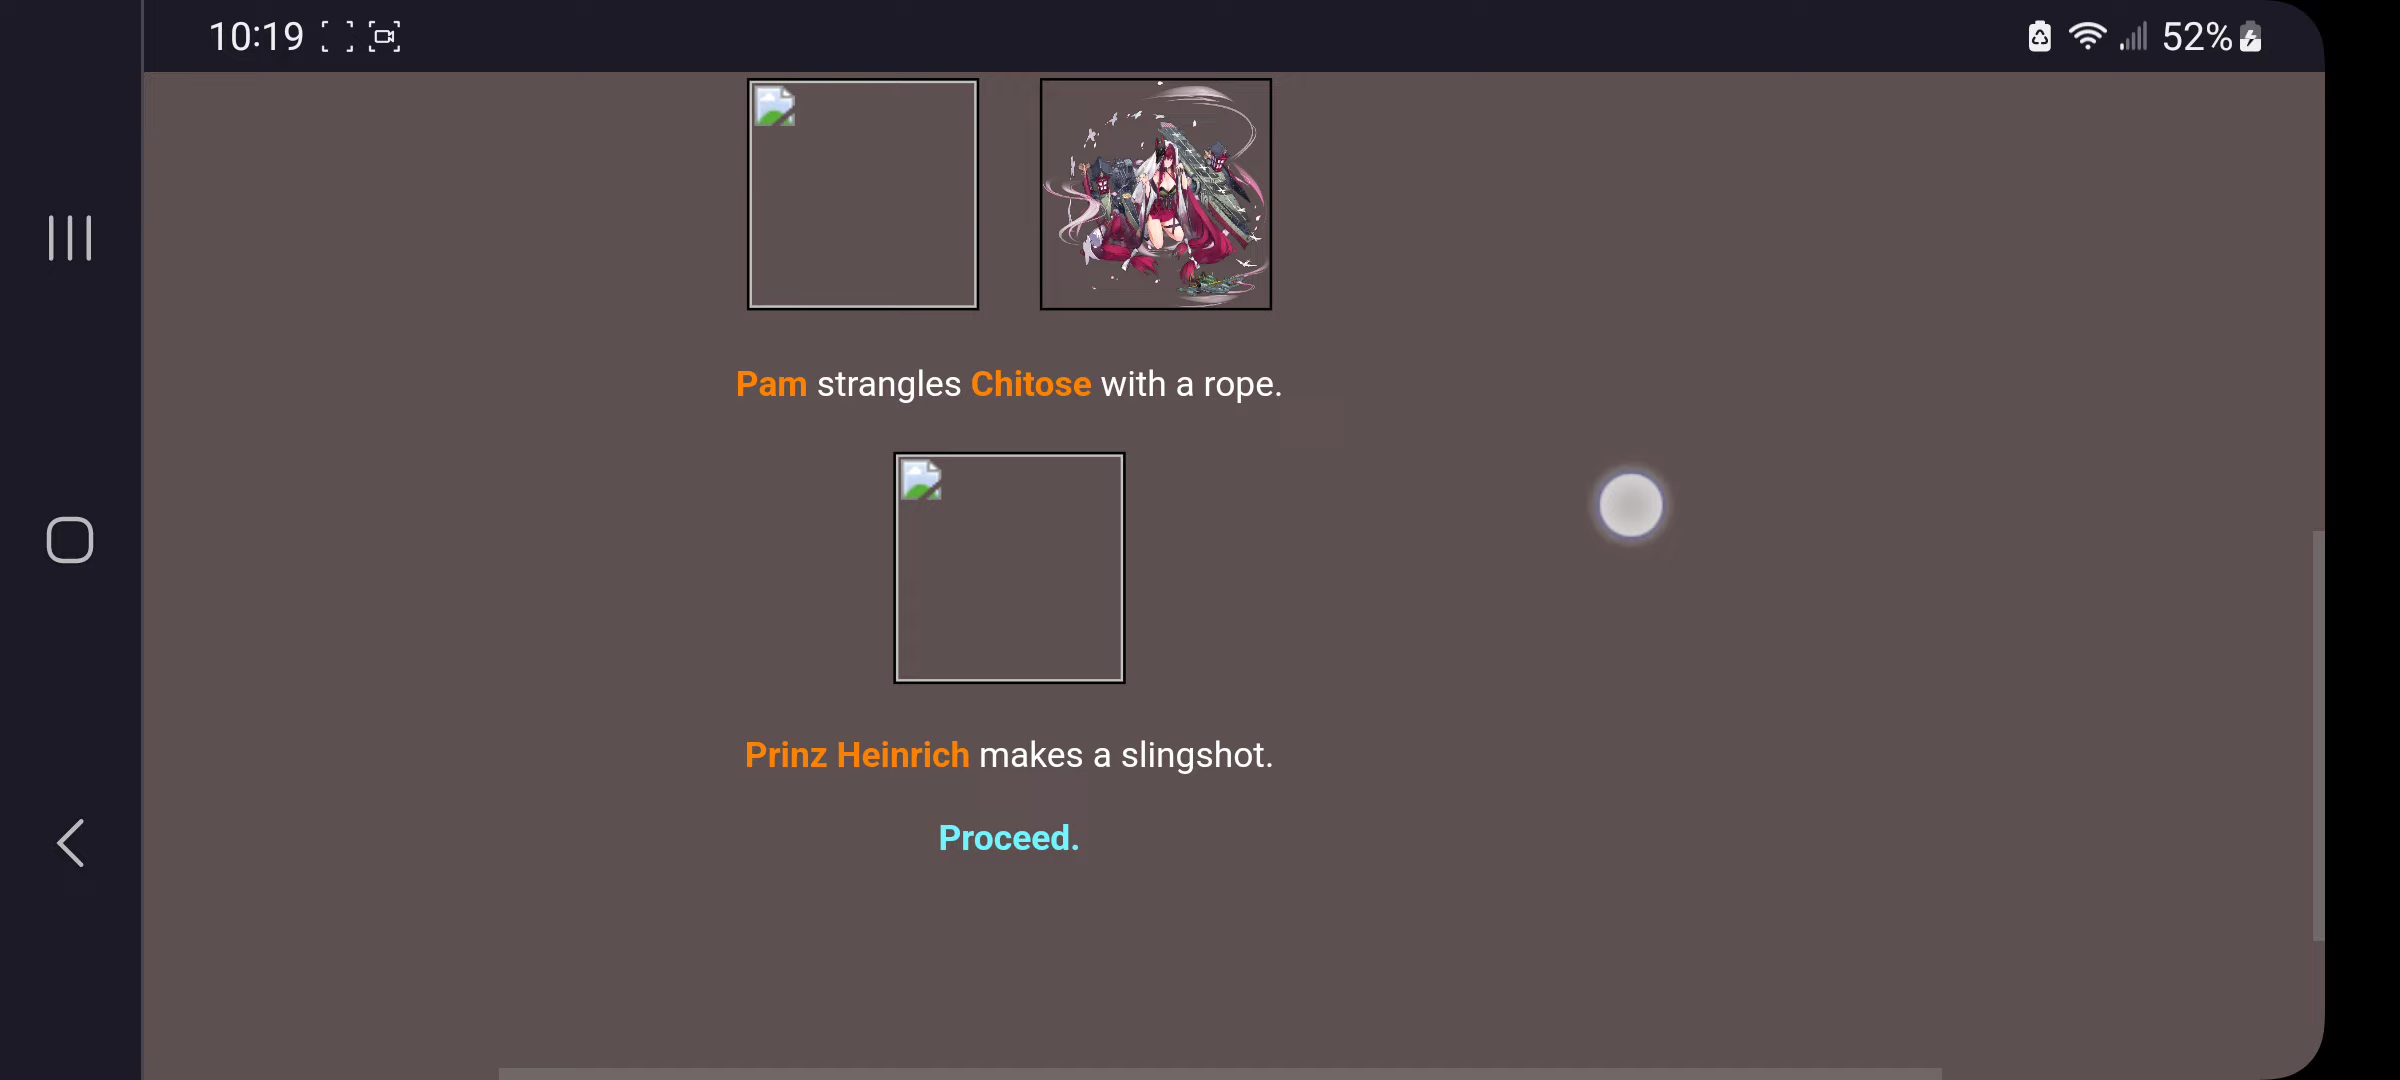 10:19
52%
Pam strangles Chitose with a rope.
Prinz Heinrich makes a slingshot.
Proceed.